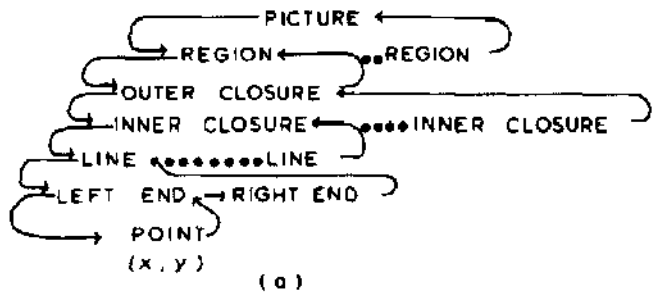 PICTURE
REGION REGION
OUTER CLOSURE
INNER CLOSURE INNER CLOSURE
LINE LINE
LEFT END RIGHT END
POINT
(x, y)
(a)